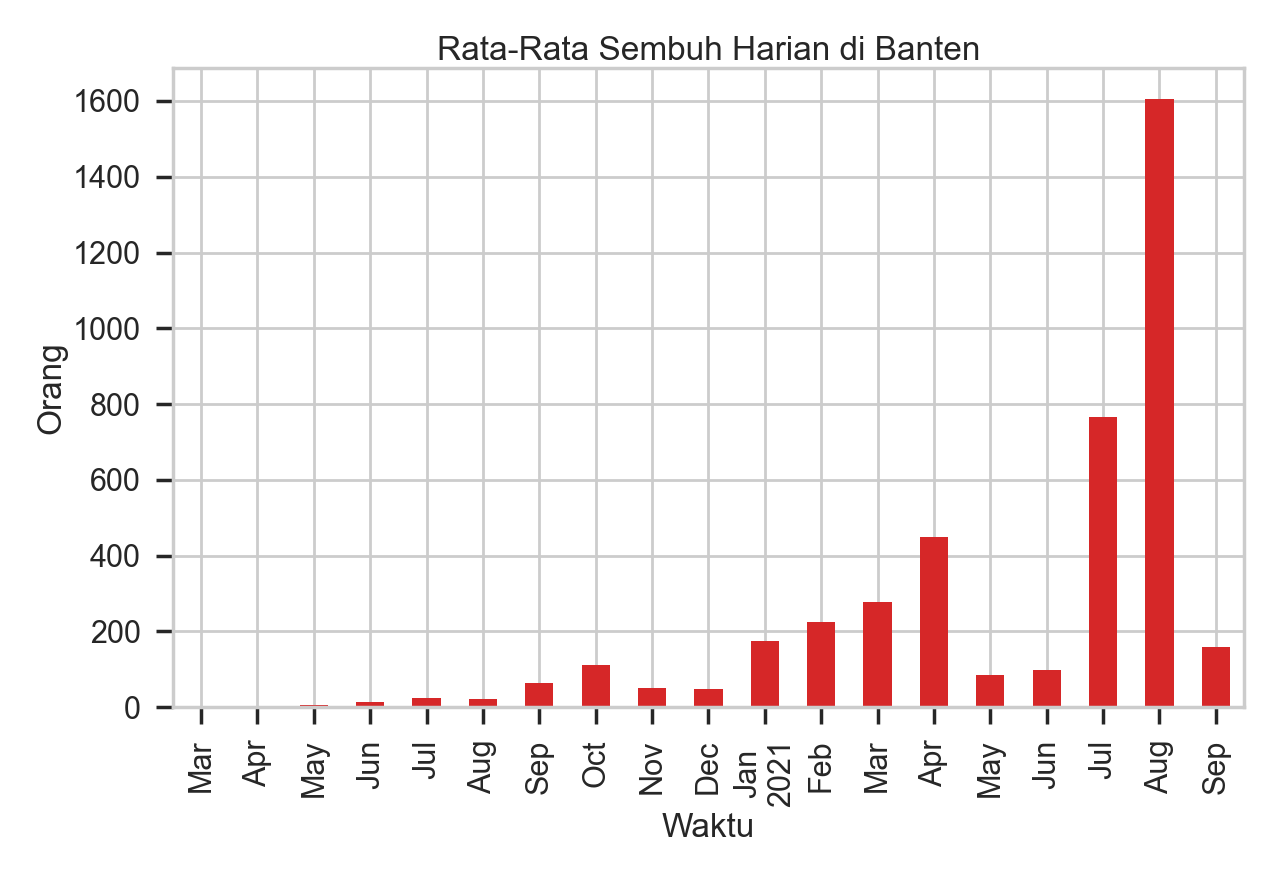 Rata-Rata Sembuh Harian di Banten
1600
1400
1200
1000
800
600
400
200
0
Orang
Mar
Apr
May
Jun
Jul
Aug
Sep
Oct
Nov
Dec
Jan
2021
Feb
Mar
Apr
May
Jun
Jul
Aug
Sep
Waktu